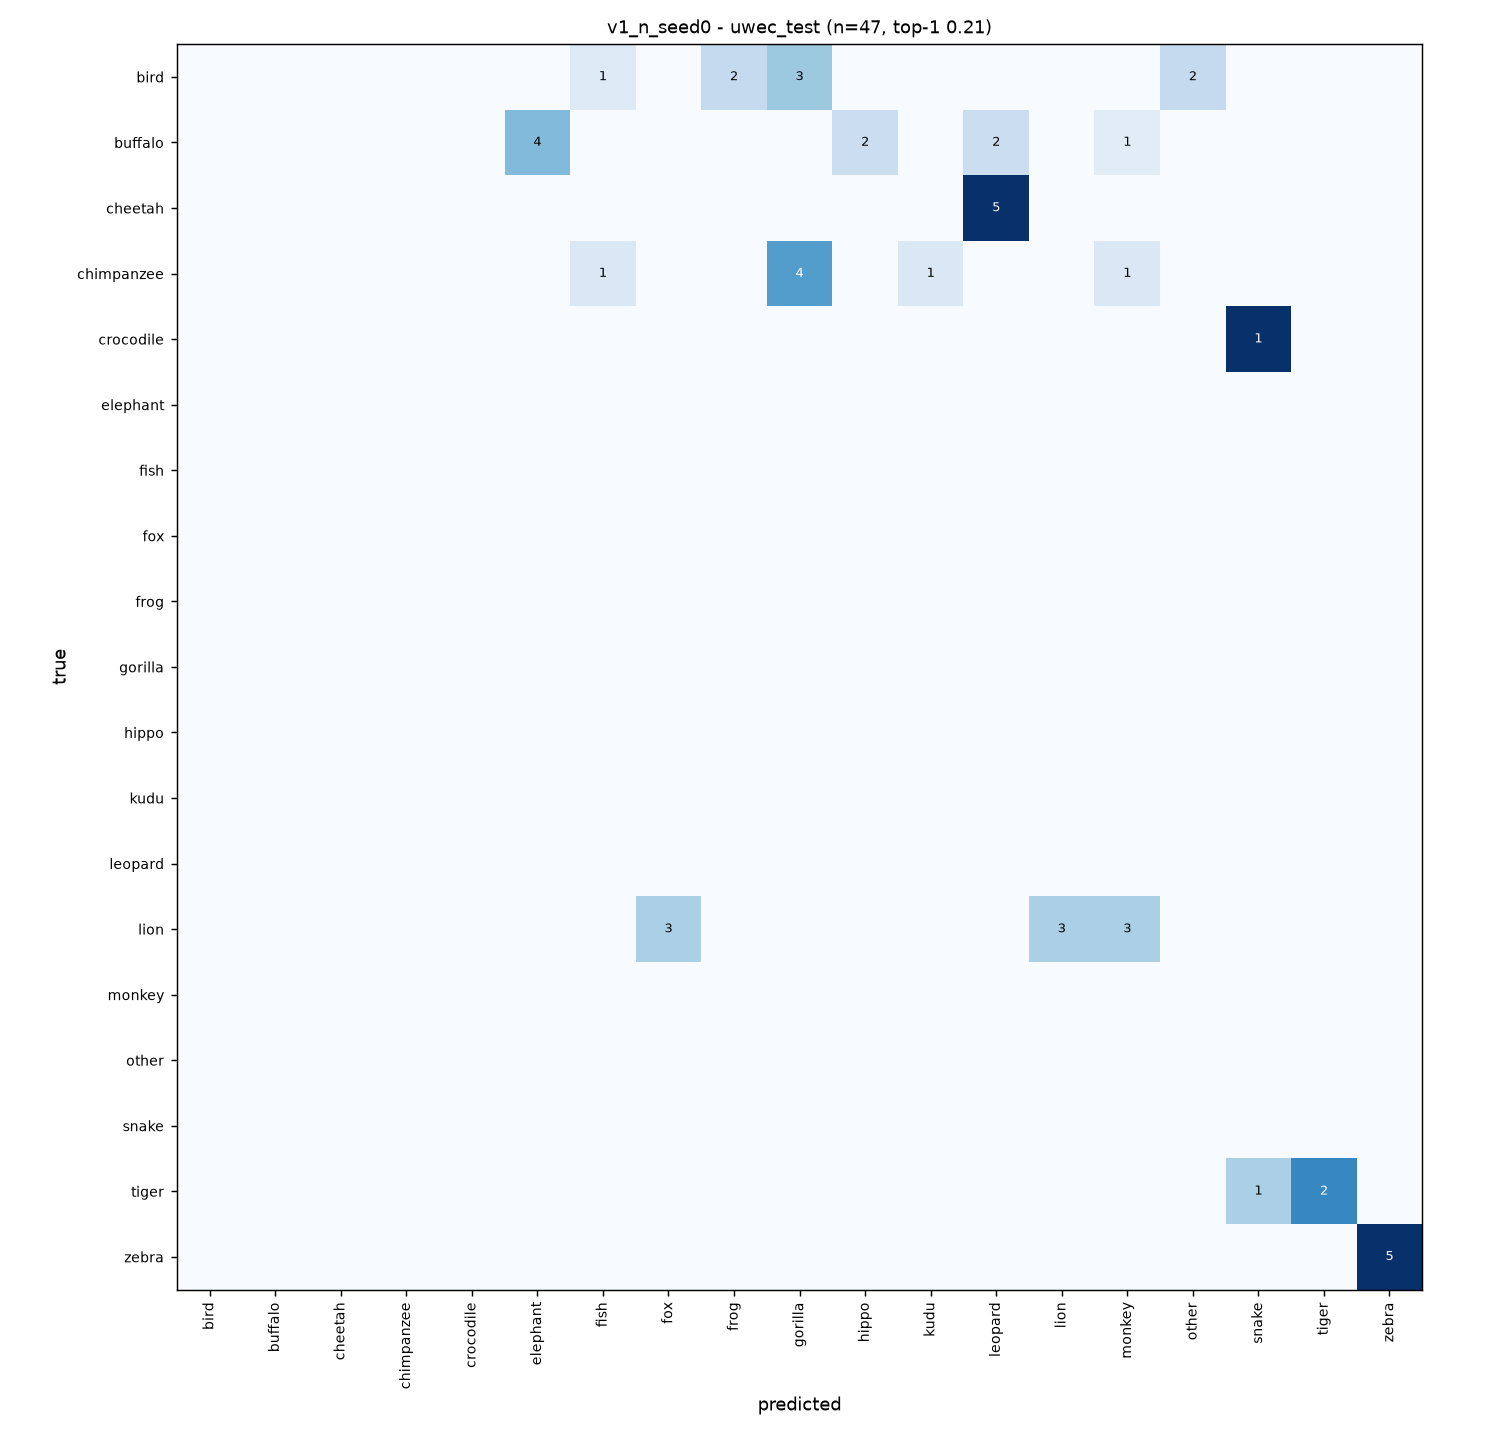 v1_n_seed0 - uwec_test (n=47, top-1 0.21)
bird 1 2 3 2
buffalo 4 2 2 1
cheetah 5
chimpanzee 1 4 1 1
crocodile 1
elephant
fish
fox
frog
true
gorilla
hippo
kudu
leopard
lion 3 3 3
monkey
other
snake
tiger 1 2
zebra 5
bird buffalo cheetah chimpanzee crocodile elephant fish fox frog gorilla hippo kudu leopard lion monkey other snake tiger zebra
predicted